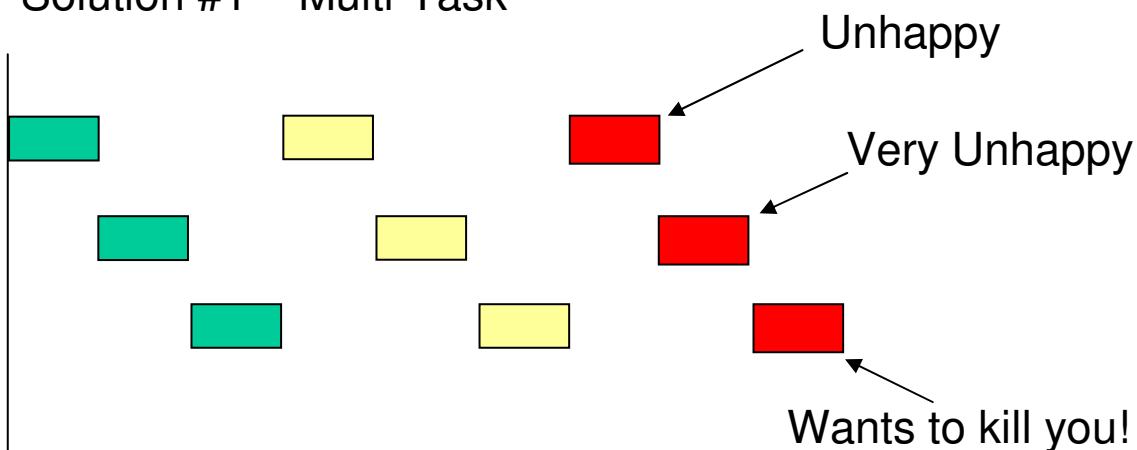 Solution #1 – Multi-Task
Unhappy
Very Unhappy
Wants to kill you!